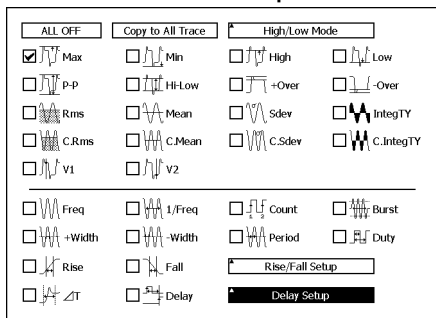 ALL OFF Copy to All Trace High/Low Mode
Max Min High Low
P-P Hi-Low +Over -Over
Rms Mean Sdev IntegTY
C.Rms C.Mean C.Sdev C.IntegTY
V1 V2
Freq 1/Freq Count Burst
+Width -Width Period Duty
Rise Fall Rise/Fall Setup
⊿T Delay Delay Setup